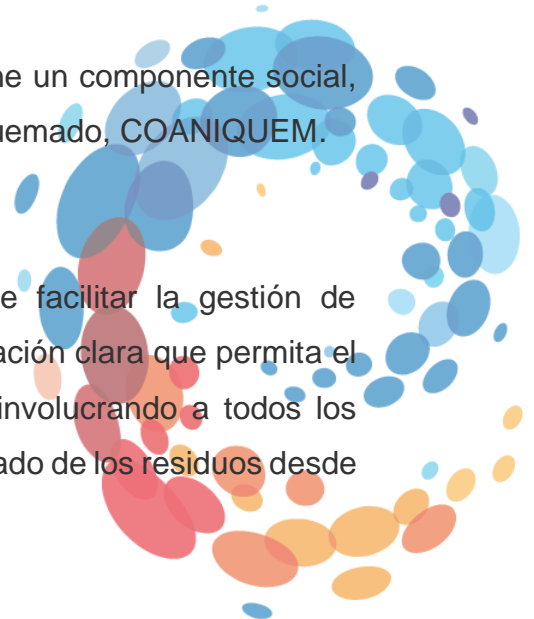 ne un componente social,
uemado, COANIQUEM.
e facilitar la gestión de
ación clara que permita el
involucrando a todos los
ado de los residuos desde